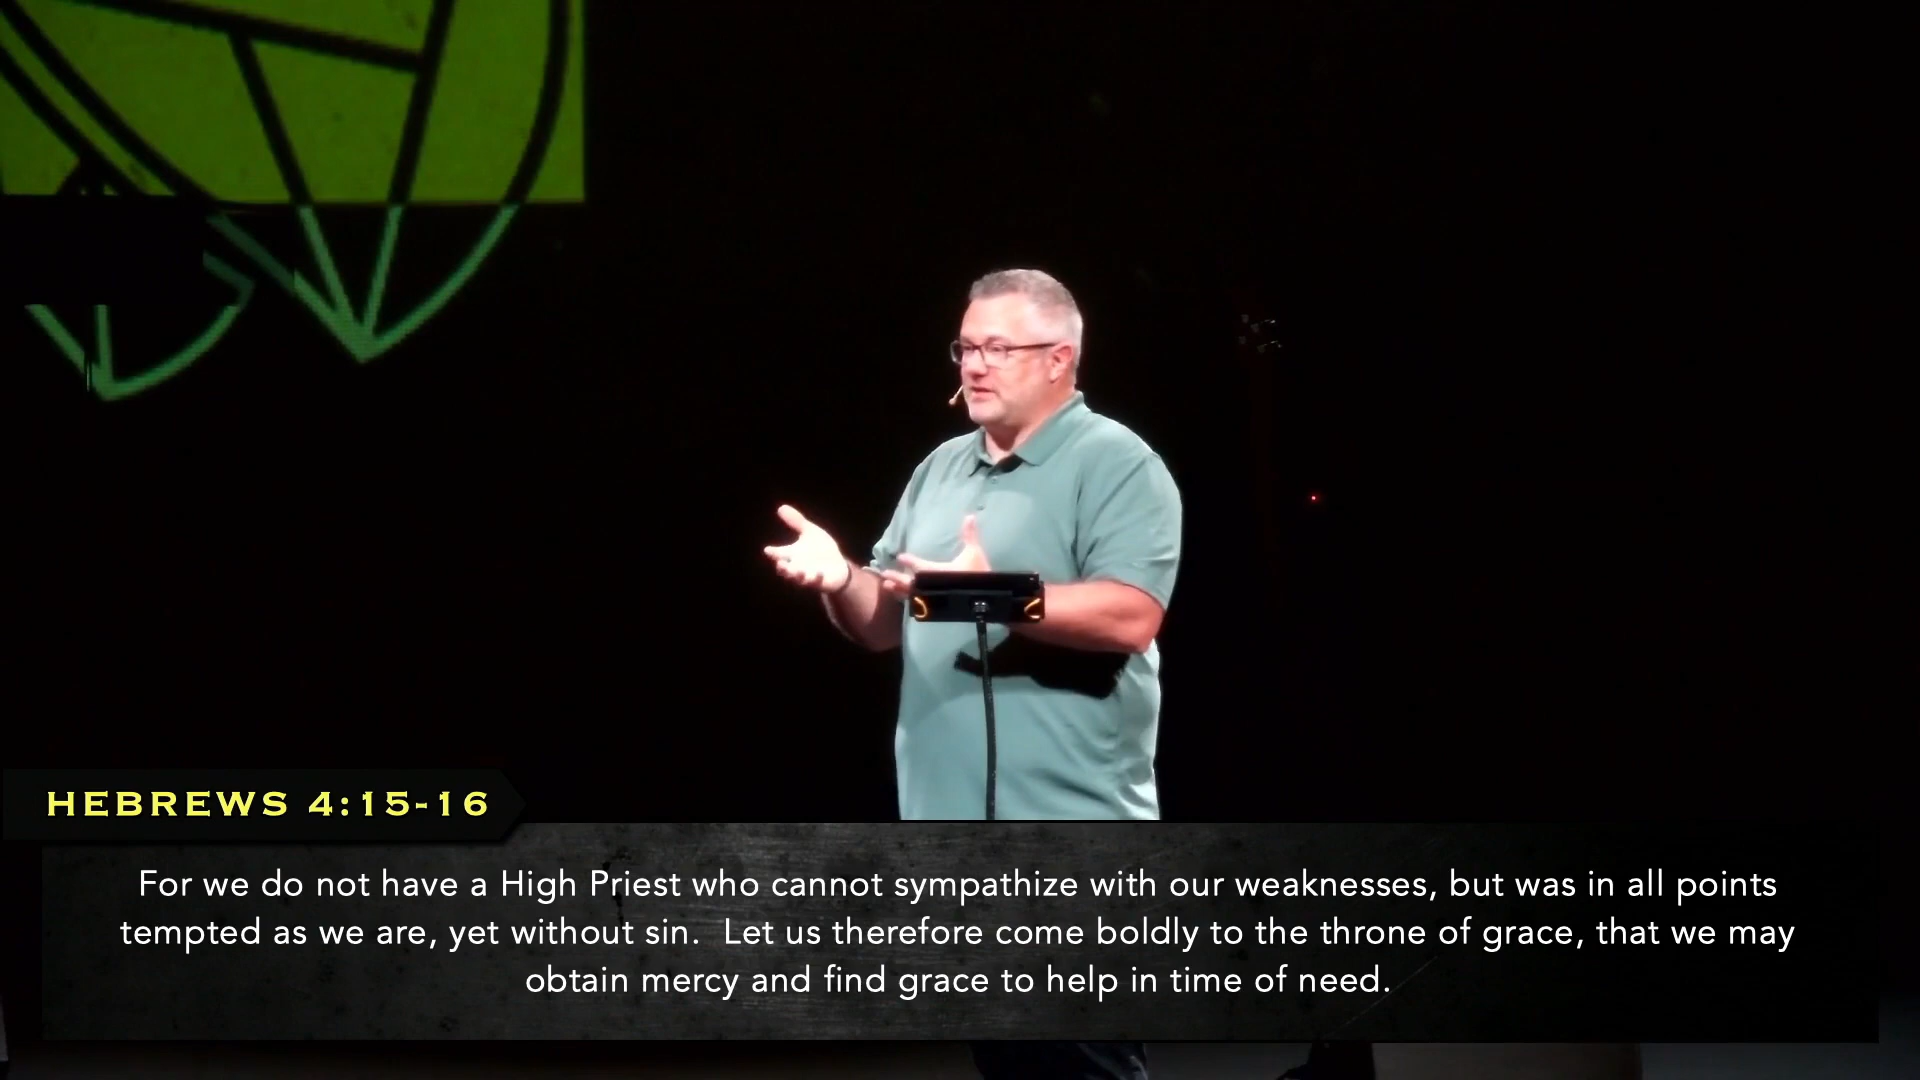 HEBREWS 4:15-16
For we do not have a High Priest who cannot sympathize with our weaknesses, but was in all points
tempted as we are, yet without sin.  Let us therefore come boldly to the throne of grace, that we may
obtain mercy and find grace to help in time of need.